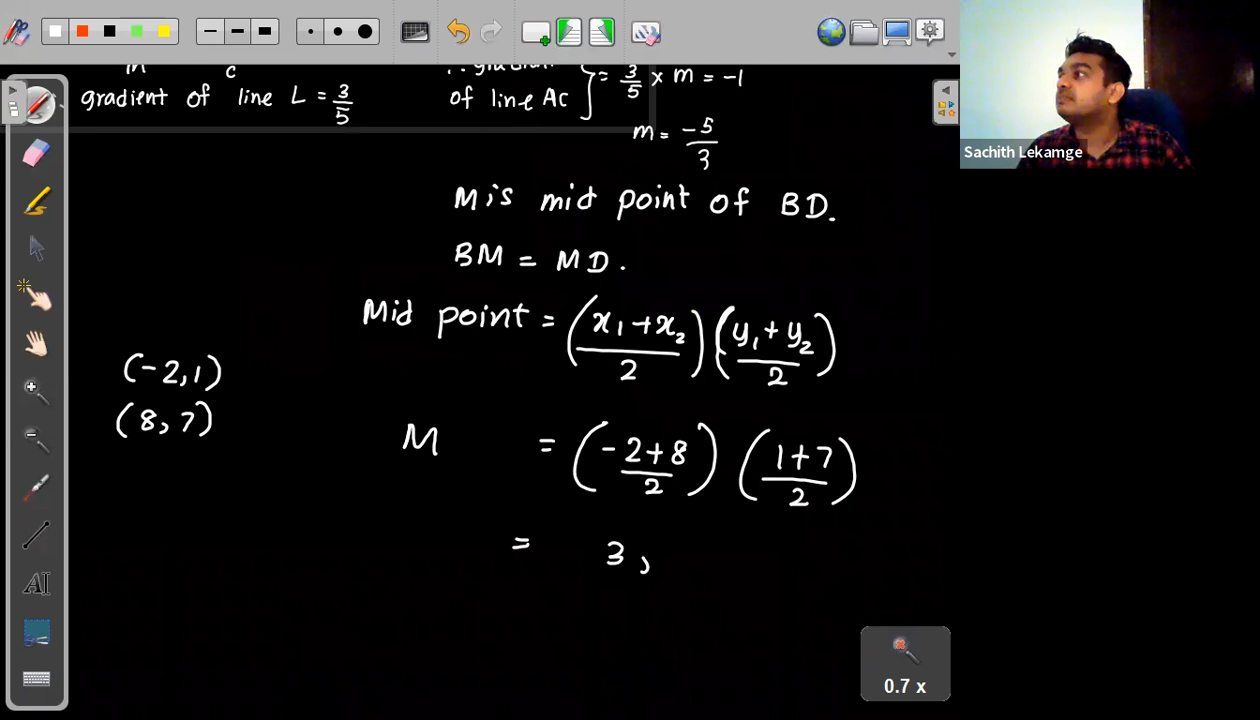 m c
gradient of line L = 3/5
∴ gradian of line AC } = 3/5 x m = -1
m = -5/3
M is mid point of BD.
BM = MD.
Mid point = (x₁+x₂/2) (y₁+y₂/2)
(-2,1)
(8,7)
M = (-2+8/2) (1+7/2)
= 3,
Sachith Lekamge
AI
0.7 x